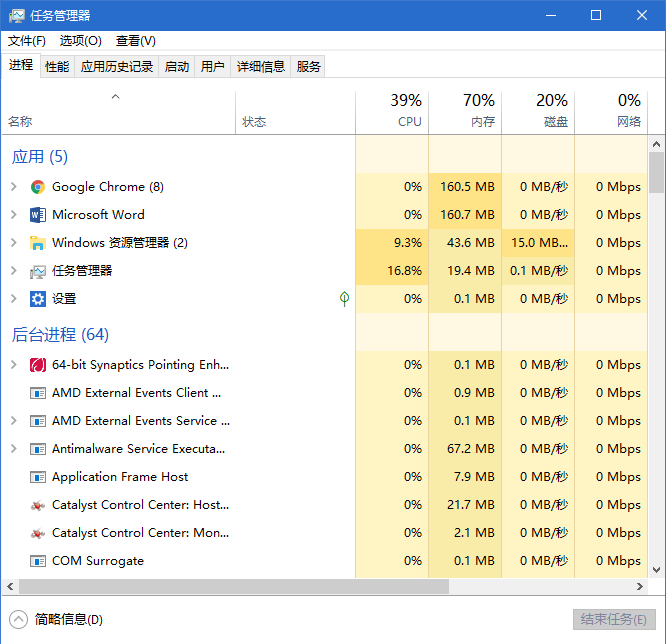 任务管理器
文件(F) 选项(O) 查看(V)
进程 性能 应用历史记录 启动 用户 详细信息 服务
39% 70% 20% 0%
名称 状态 CPU 内存 磁盘 网络
应用 (5)
Google Chrome (8) 0% 160.5 MB 0 MB/秒 0 Mbps
Microsoft Word 0% 160.7 MB 0 MB/秒 0 Mbps
Windows 资源管理器 (2) 9.3% 43.6 MB 15.0 MB... 0 Mbps
任务管理器 16.8% 19.4 MB 0.1 MB/秒 0 Mbps
设置 0% 0.1 MB 0 MB/秒 0 Mbps
后台进程 (64)
64-bit Synaptics Pointing Enh... 0% 0.1 MB 0 MB/秒 0 Mbps
AMD External Events Client ... 0% 0.9 MB 0 MB/秒 0 Mbps
AMD External Events Service ... 0% 0.1 MB 0 MB/秒 0 Mbps
Antimalware Service Executa... 0% 67.2 MB 0 MB/秒 0 Mbps
Application Frame Host 0% 7.9 MB 0 MB/秒 0 Mbps
Catalyst Control Center: Host... 0% 21.7 MB 0 MB/秒 0 Mbps
Catalyst Control Center: Mon... 0% 2.1 MB 0 MB/秒 0 Mbps
COM Surrogate 0% 0.1 MB 0 MB/秒 0 Mbps
简略信息(D) 结束任务(E)